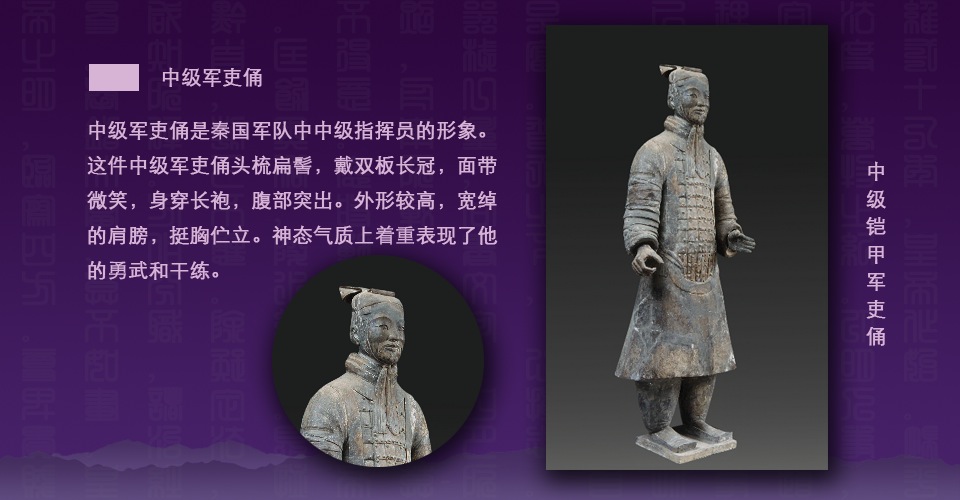 中级军吏俑
中级军吏俑是秦国军队中中级指挥员的形象。
这件中级军吏俑头梳扁髻，戴双板长冠，面带
微笑，身穿长袍，腹部突出。外形较高，宽绰
的肩膀，挺胸伫立。神态气质上着重表现了他
的勇武和干练。
中级铠甲军吏俑